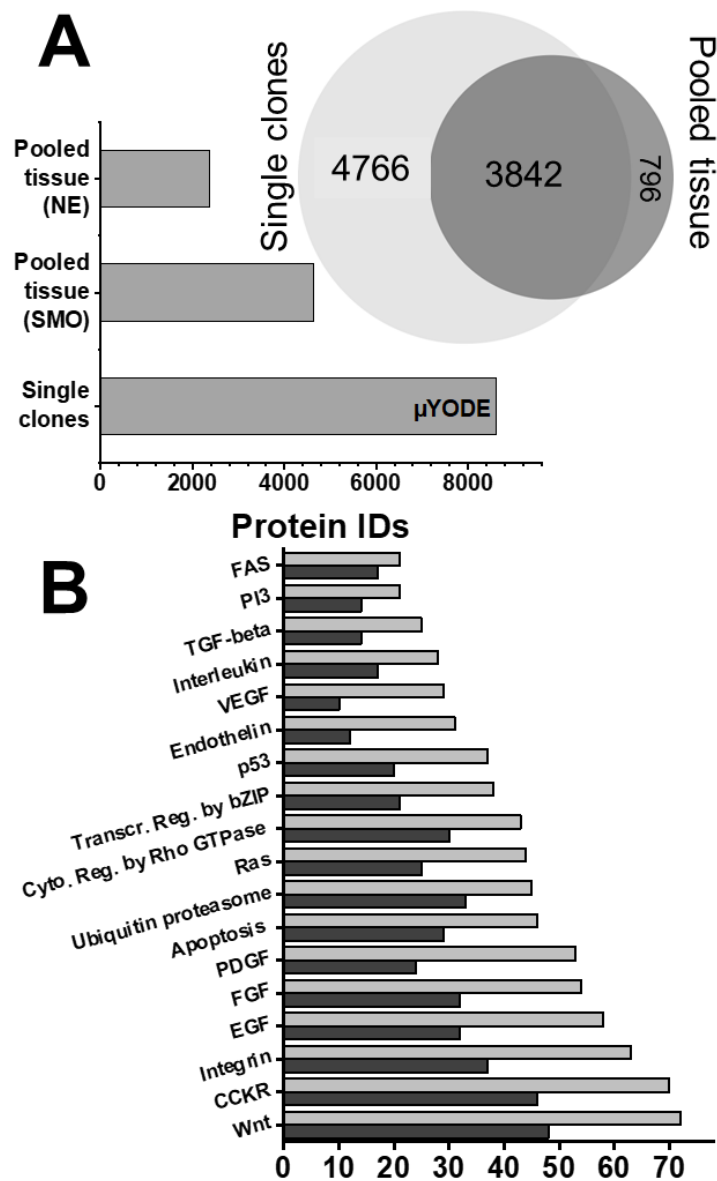 A
Single clones
4766
3842
796
Pooled tissue
Pooled
tissue
(NE)
Pooled
tissue
(SMO)
Single
clones
µYODE
0 2000 4000 6000 8000
Protein IDs
B
FAS
PI3
TGF-beta
Interleukin
VEGF
Endothelin
p53
Transcr. Reg. by bZIP
Cyto. Reg. by Rho GTPase
Ras
Ubiquitin proteasome
Apoptosis
PDGF
FGF
EGF
Integrin
CCKR
Wnt
0 10 20 30 40 50 60 70